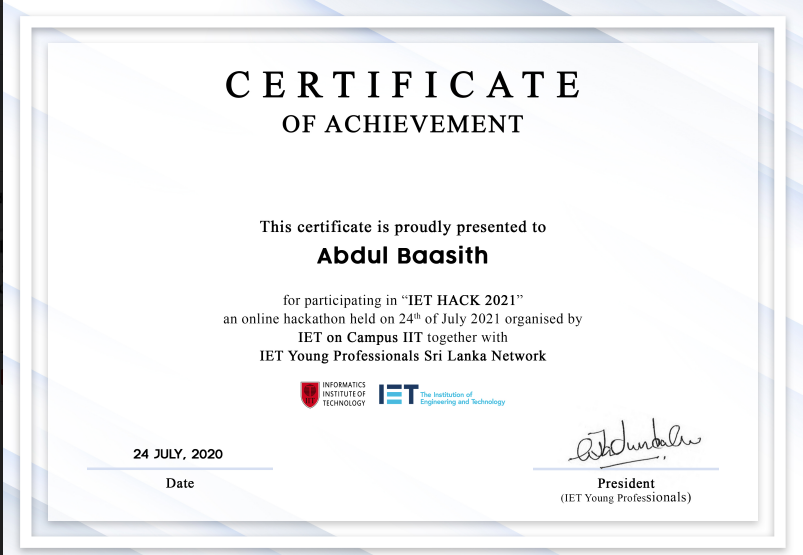 CERTIFICATE
OF ACHIEVEMENT
This certificate is proudly presented to
Abdul Baasith
for participating in “IET HACK 2021”
an online hackathon held on 24th of July 2021 organised by
IET on Campus IIT together with
IET Young Professionals Sri Lanka Network
INFORMATICS
INSTITUTE OF
TECHNOLOGY
IET
The Institution of
Engineering and Technology
24 JULY, 2020
Date
President
(IET Young Professionals)